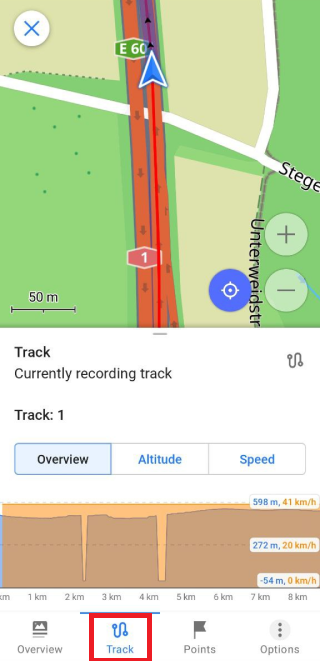 E 60
Stege
Unterweidstr
1
50 m
Track
Currently recording track
Track: 1
Overview Altitude Speed
598 m, 41 km/h
272 m, 20 km/h
-54 m, 0 km/h
km 1 km 2 km 3 km 4 km 5 km 6 km 7 km 8 km
Overview Track Points Options